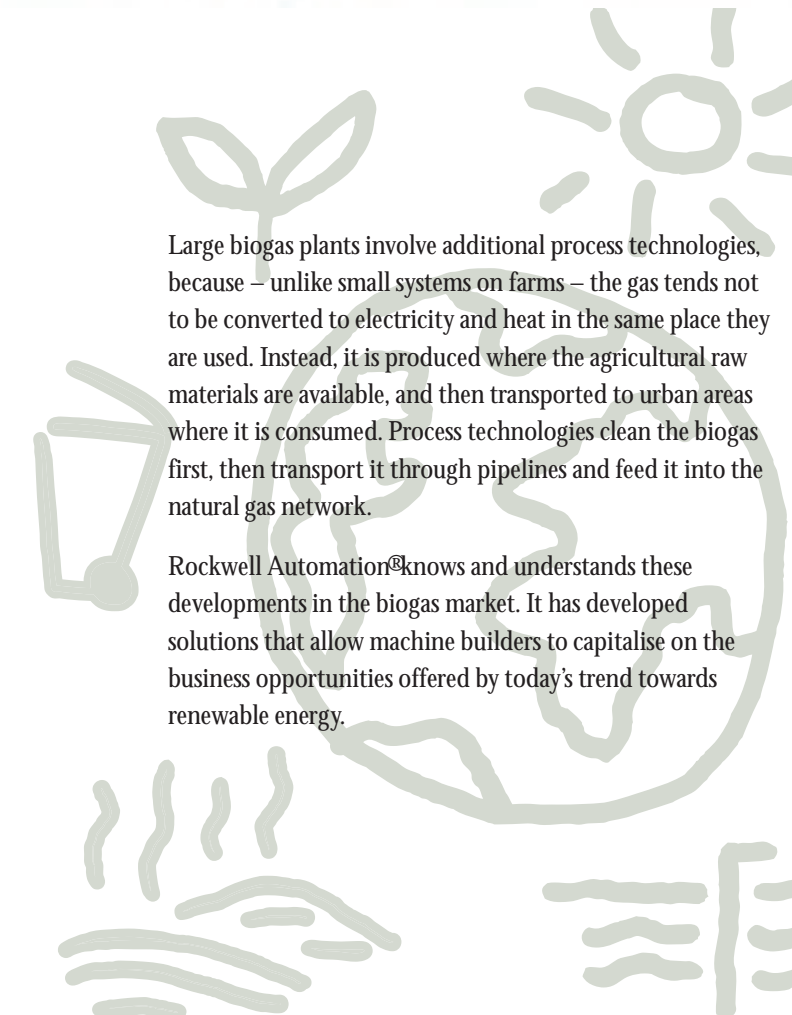 Large biogas plants involve additional process technologies,
because – unlike small systems on farms – the gas tends not
to be converted to electricity and heat in the same place they
are used. Instead, it is produced where the agricultural raw
materials are available, and then transported to urban areas
where it is consumed. Process technologies clean the biogas
first, then transport it through pipelines and feed it into the
natural gas network.
Rockwell Automation®knows and understands these
developments in the biogas market. It has developed
solutions that allow machine builders to capitalise on the
business opportunities offered by today’s trend towards
renewable energy.